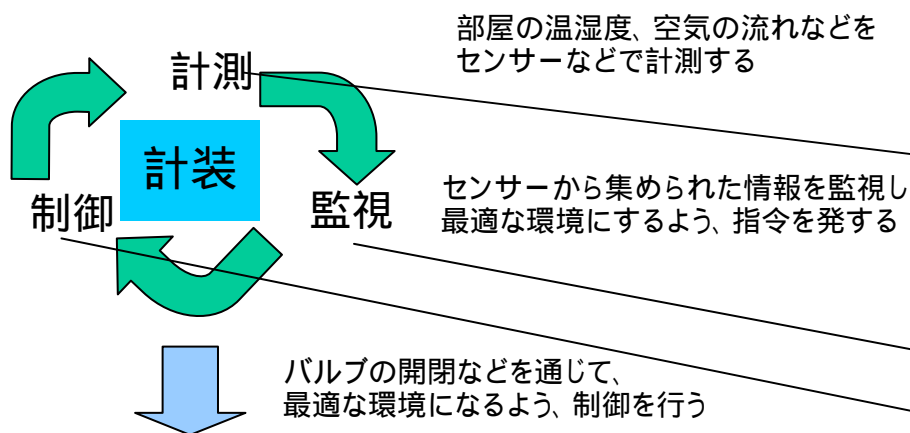 部屋の温湿度、空気の流れなどを
センサーなどで計測する
計測
計装
センサーから集められた情報を監視し
最適な環境にするよう、指令を発する
制御
監視
バルブの開閉などを通じて、
最適な環境になるよう、制御を行う